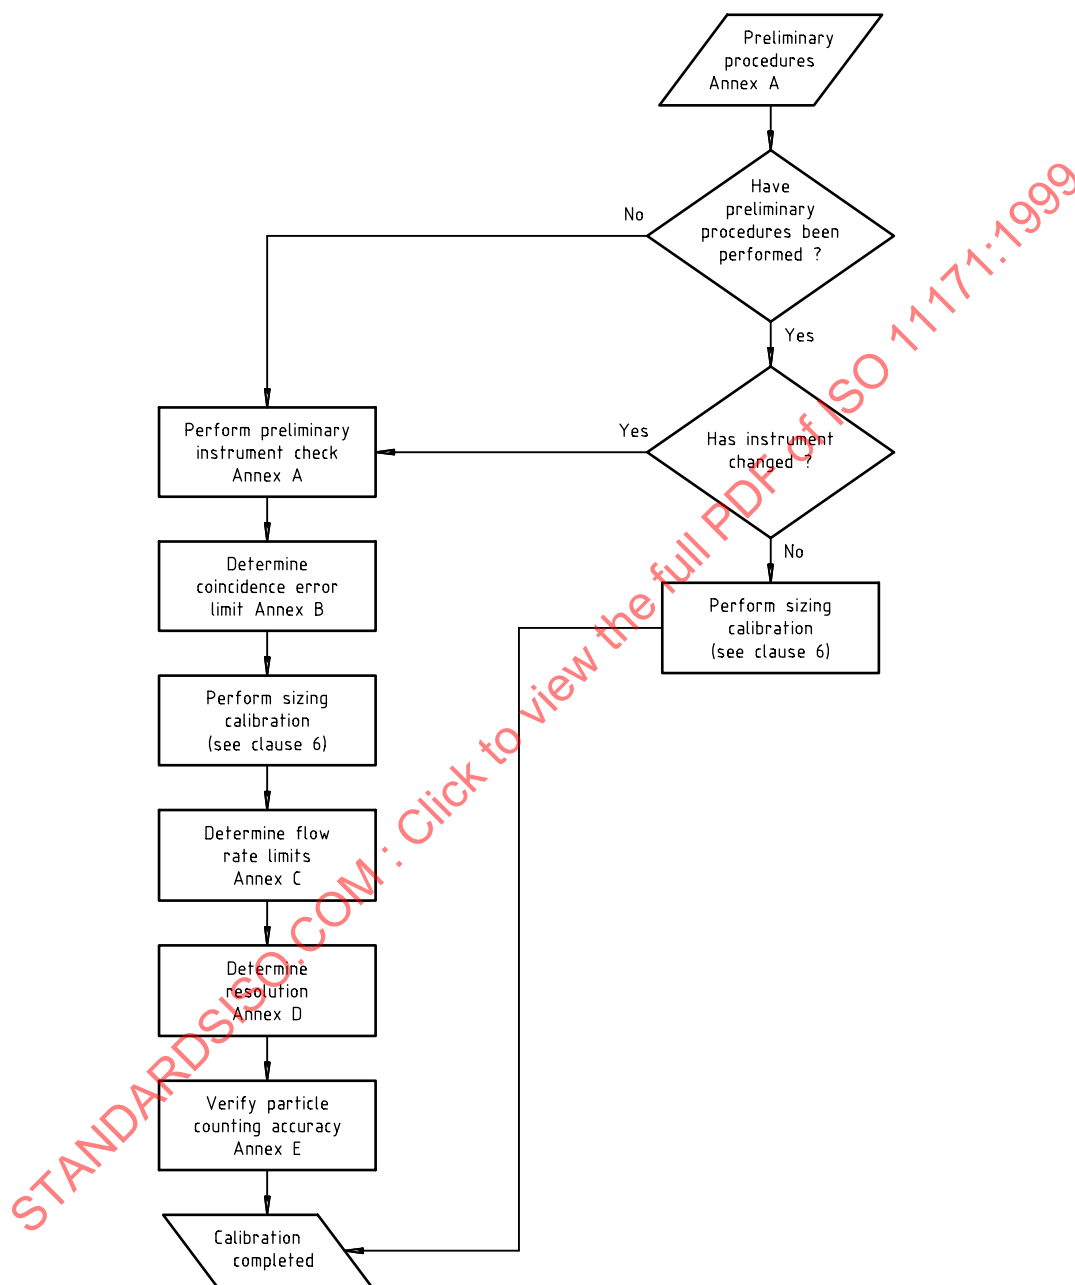 Preliminary
procedures
Annex A
Have
preliminary
procedures been
performed ?
No
Yes
Has instrument
changed ?
Yes
No
Perform sizing
calibration
(see clause 6)
Perform preliminary
instrument check
Annex A
Determine
coincidence error
limit Annex B
Perform sizing
calibration
(see clause 6)
Determine flow
rate limits
Annex C
Determine
resolution
Annex D
Verify particle
counting accuracy
Annex E
Calibration
completed
STANDARDSISO.COM : Click to view the full PDF of ISO 11171:1999